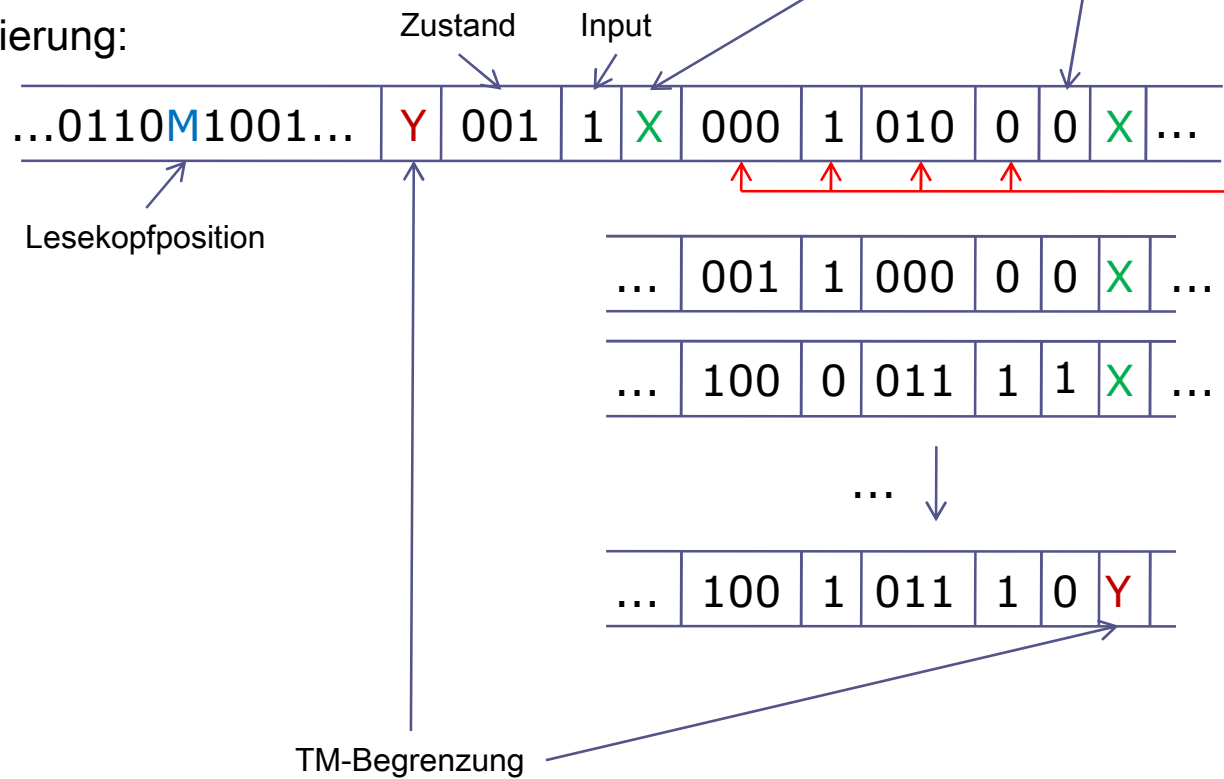 ierung:
Zustand Input
...0110M1001... Y 001 1 X 000 1 010 0 0 X ...
Lesekopfposition
... 001 1 000 0 0 X ...
... 100 0 011 1 1 X ...
...
... 100 1 011 1 0 Y
TM-Begrenzung